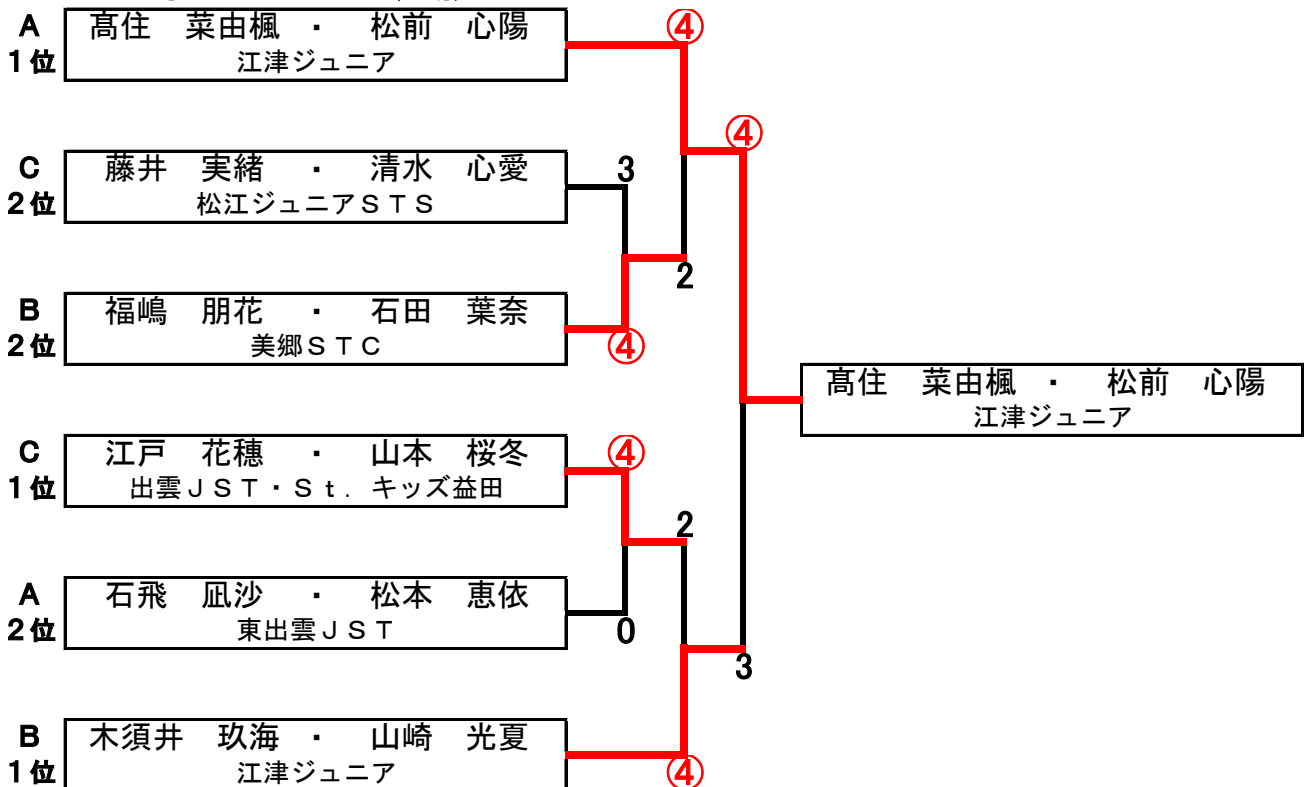 A
1位
髙住 菜由楓 ・ 松前 心陽
江津ジュニア
④
④
C
2位
藤井 実緒 ・ 清水 心愛
松江ジュニアSTS
3
2
B
2位
福嶋 朋花 ・ 石田 葉奈
美郷STC
④
髙住 菜由楓 ・ 松前 心陽
江津ジュニア
C
1位
江戸 花穗 ・ 山本 桜冬
出雲JST・St.キッズ益田
④
2
A
2位
石飛 凪沙 ・ 松本 恵依
東出雲JST
0
3
B
1位
木須井 玖海 ・ 山崎 光夏
江津ジュニア
④